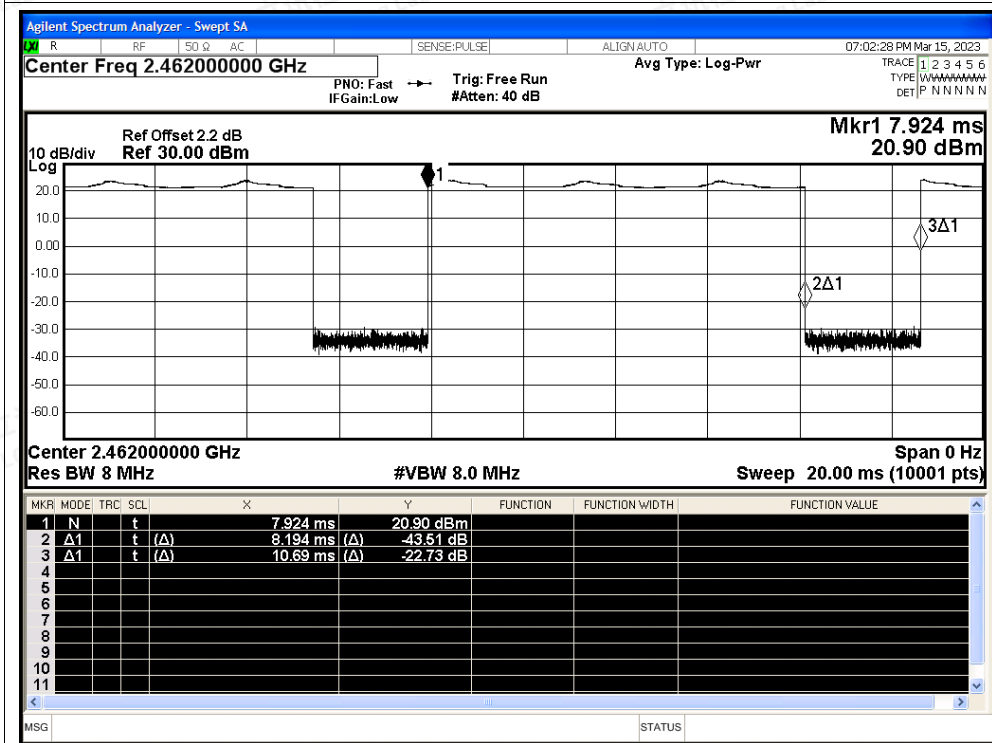 Agilent Spectrum Analyzer - Swept SA
LXI R RF 50 Ω AC SENSE:PULSE ALIGN AUTO 07:02:28 PM Mar 15, 2023
Center Freq 2.462000000 GHz
PNO: Fast
IFGain:Low
Trig: Free Run
#Atten: 40 dB
Avg Type: Log-Pwr
TRACE 1 2 3 4 5 6
TYPE WWWWWW
DET P N N N N N
Ref Offset 2.2 dB
10 dB/div Ref 30.00 dBm
Log
Mkr1 7.924 ms
20.90 dBm
1
20.0
10.0
3Δ1
0.00
-10.0
2Δ1
-20.0
-30.0
-40.0
-50.0
-60.0
Center 2.462000000 GHz Span 0 Hz
Res BW 8 MHz #VBW 8.0 MHz Sweep 20.00 ms (10001 pts)
MKR MODE TRC SCL X Y FUNCTION FUNCTION WIDTH FUNCTION VALUE
1 N t 7.924 ms 20.90 dBm
2 Δ1 t (Δ) 8.194 ms (Δ) -43.51 dB
3 Δ1 t (Δ) 10.69 ms (Δ) -22.73 dB
4
5
6
7
8
9
10
11
MSG STATUS